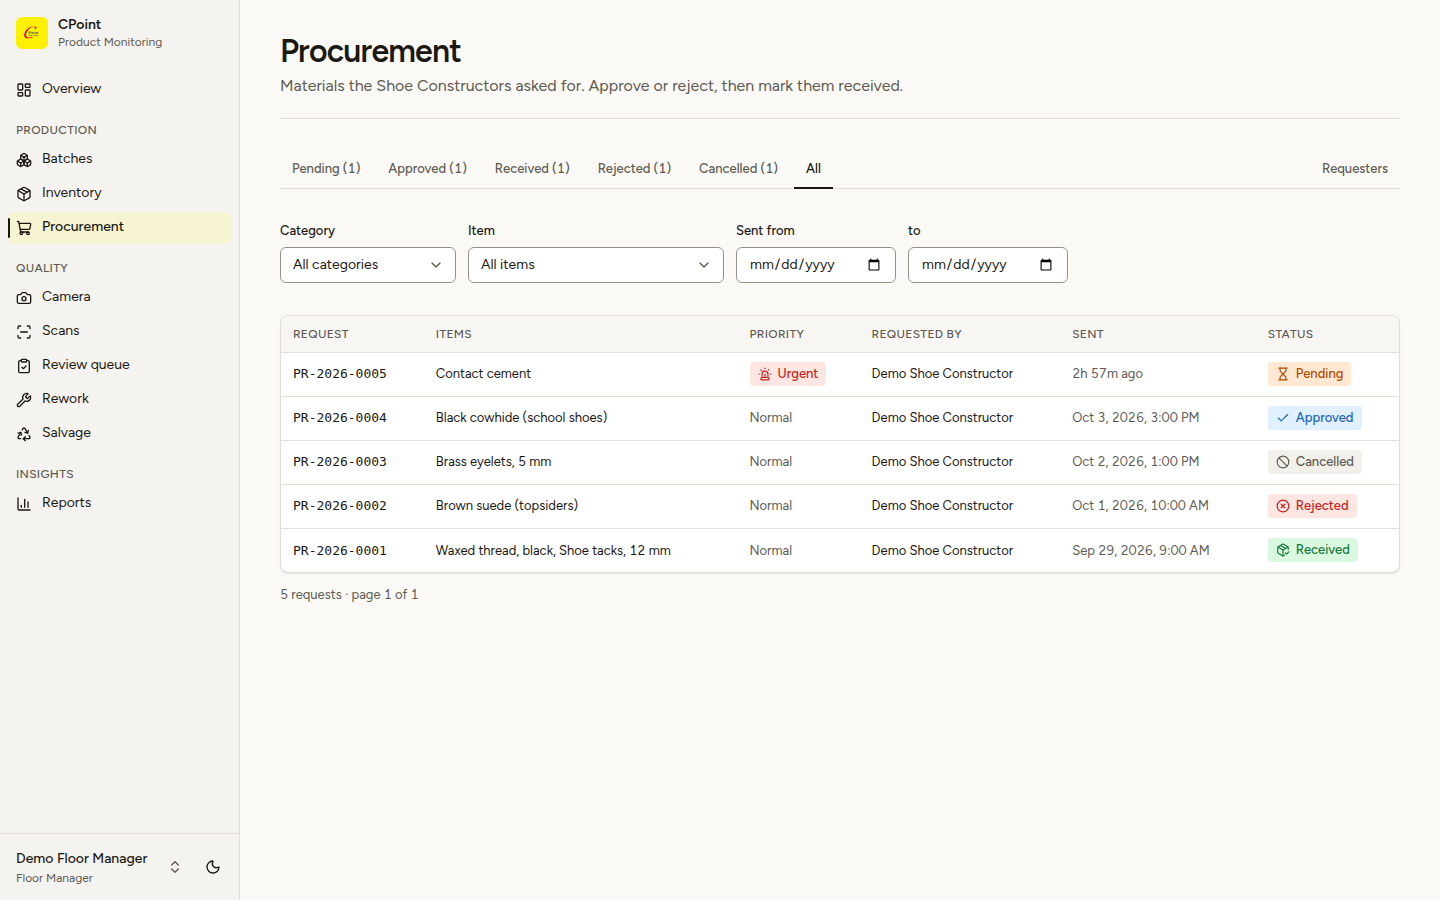 CPoint
Product Monitoring
Overview
PRODUCTION
Batches
Inventory
Procurement
QUALITY
Camera
Scans
Review queue
Rework
Salvage
INSIGHTS
Reports
Demo Floor Manager
Floor Manager
Procurement
Materials the Shoe Constructors asked for. Approve or reject, then mark them received.
Pending (1) Approved (1) Received (1) Rejected (1) Cancelled (1) All Requesters
Category Item Sent from to
All categories All items mm/dd/yyyy mm/dd/yyyy
REQUEST ITEMS PRIORITY REQUESTED BY SENT STATUS
PR-2026-0005 Contact cement Urgent Demo Shoe Constructor 2h 57m ago Pending
PR-2026-0004 Black cowhide (school shoes) Normal Demo Shoe Constructor Oct 3, 2026, 3:00 PM Approved
PR-2026-0003 Brass eyelets, 5 mm Normal Demo Shoe Constructor Oct 2, 2026, 1:00 PM Cancelled
PR-2026-0002 Brown suede (topsiders) Normal Demo Shoe Constructor Oct 1, 2026, 10:00 AM Rejected
PR-2026-0001 Waxed thread, black, Shoe tacks, 12 mm Normal Demo Shoe Constructor Sep 29, 2026, 9:00 AM Received
5 requests · page 1 of 1